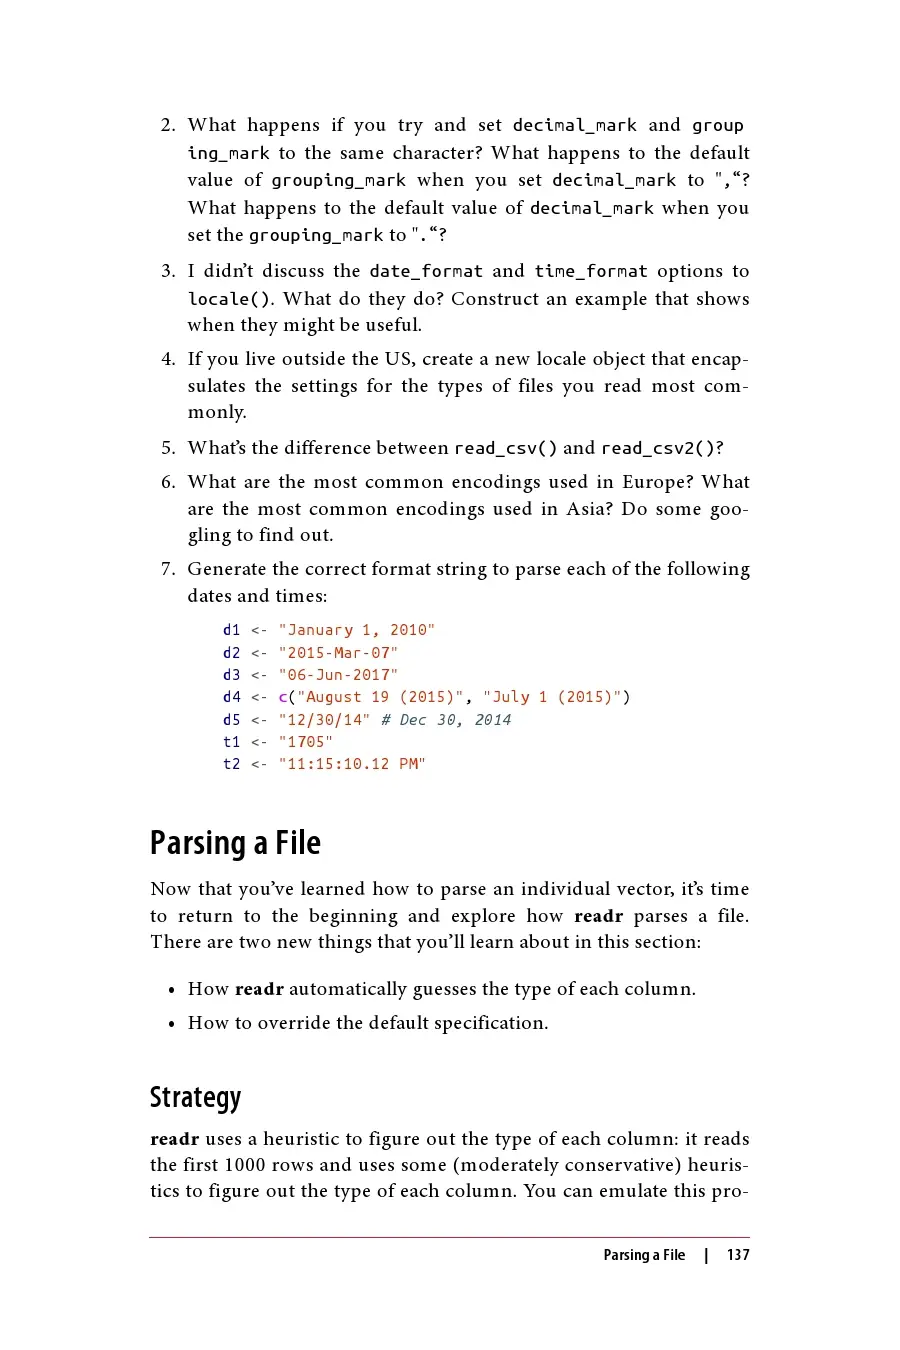 2. What happens if you try and set decimal_mark and group
ing_mark to the same character? What happens to the default
value of grouping_mark when you set decimal_mark to ",“?
What happens to the default value of decimal_mark when you
set the grouping_mark to ".“?
3. I didn’t discuss the date_format and time_format options to
locale(). What do they do? Construct an example that shows
when they might be useful.
4. If you live outside the US, create a new locale object that encap-
sulates the settings for the types of files you read most com-
monly.
5. What’s the difference between read_csv() and read_csv2()?
6. What are the most common encodings used in Europe? What
are the most common encodings used in Asia? Do some goo-
gling to find out.
7. Generate the correct format string to parse each of the following
dates and times:
d1 <- "January 1, 2010"
d2 <- "2015-Mar-07"
d3 <- "06-Jun-2017"
d4 <- c("August 19 (2015)", "July 1 (2015)")
d5 <- "12/30/14" # Dec 30, 2014
t1 <- "1705"
t2 <- "11:15:10.12 PM"
Parsing a File
Now that you’ve learned how to parse an individual vector, it’s time
to return to the beginning and explore how readr parses a file.
There are two new things that you’ll learn about in this section:
• How readr automatically guesses the type of each column.
• How to override the default specification.
Strategy
readr uses a heuristic to figure out the type of each column: it reads
the first 1000 rows and uses some (moderately conservative) heuris-
tics to figure out the type of each column. You can emulate this pro-
Parsing a File | 137